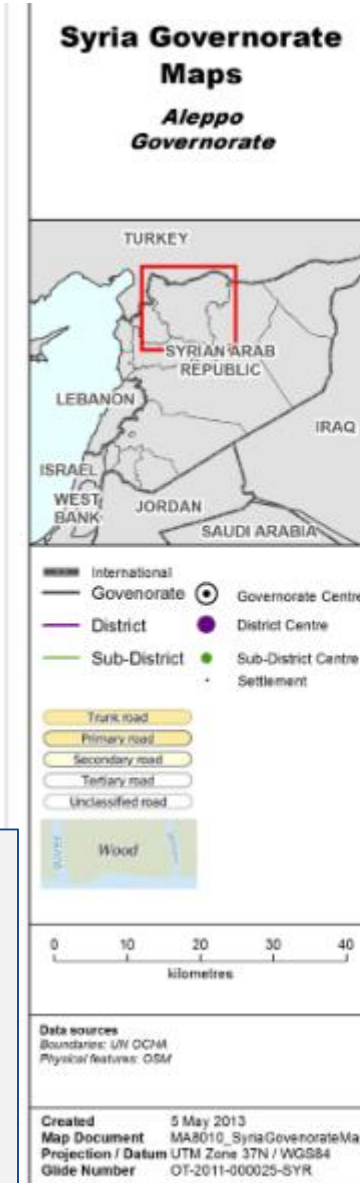 Syria Governorate
Maps
Aleppo
Governorate
TURKEY
SYRIAN ARAB
REPUBLIC
LEBANON
IRAQ
ISRAEL
WEST
BANK
JORDAN
SAUDI ARABIA
International
Govenorate
Governorate Centre
District
District Centre
Sub-District
Sub-District Centre
Settlement
Trunk road
Primary road
Secondary road
Tertiary road
Unclassified road
Wood
0 10 20 30 40
kilometres
Data sources
Boundaries: UN OCHA
Physical features: OSM
Created 5 May 2013
Map Document MA8010_SyriaGovenorateMa
Projection / Datum UTM Zone 37N / WGS84
Glide Number OT-2011-000025-SYR